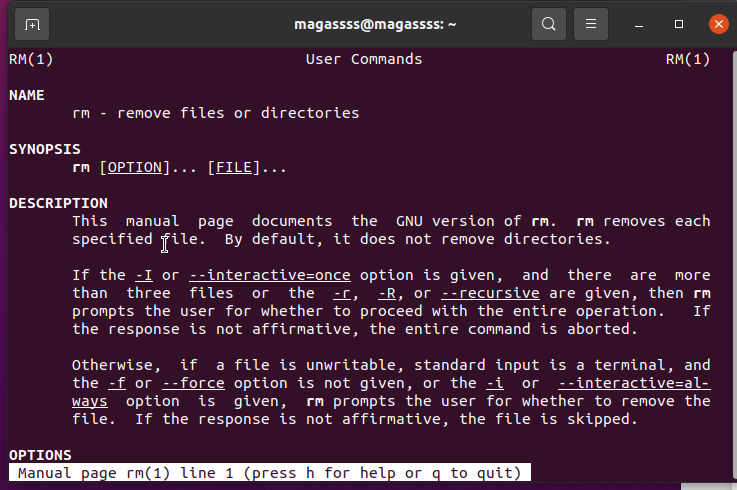 magassss@magassss: ~
RM(1) User Commands RM(1)
NAME
rm - remove files or directories
SYNOPSIS
rm [OPTION]... [FILE]...
DESCRIPTION
This manual page documents the GNU version of rm. rm removes each
specified file. By default, it does not remove directories.
If the -I or --interactive=once option is given, and there are more
than three files or the -r, -R, or --recursive are given, then rm
prompts the user for whether to proceed with the entire operation. If
the response is not affirmative, the entire command is aborted.
Otherwise, if a file is unwritable, standard input is a terminal, and
the -f or --force option is not given, or the -i or --interactive=al-
ways option is given, rm prompts the user for whether to remove the
file. If the response is not affirmative, the file is skipped.
OPTIONS
Manual page rm(1) line 1 (press h for help or q to quit)